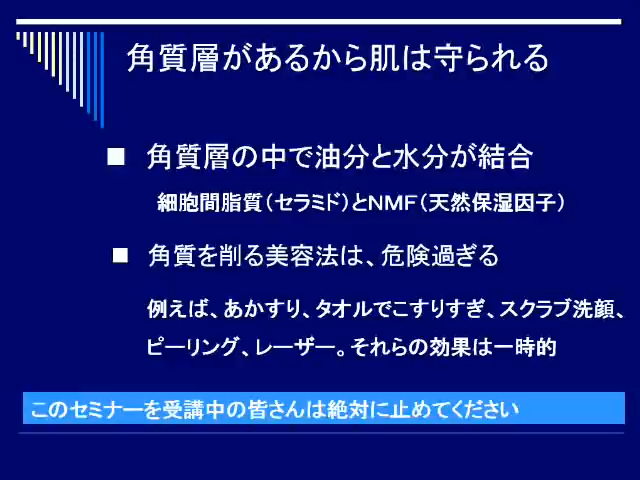 角質層があるから肌は守られる
■ 角質層の中で油分と水分が結合
細胞間脂質(セラミド)とNMF(天然保湿因子)
■ 角質を削る美容法は、危険過ぎる
例えば、あかすり、タオルでこすりすぎ、スクラブ洗顔、
ピーリング、レーザー。それらの効果は一時的
このセミナーを受講中の皆さんは絶対に止めてください